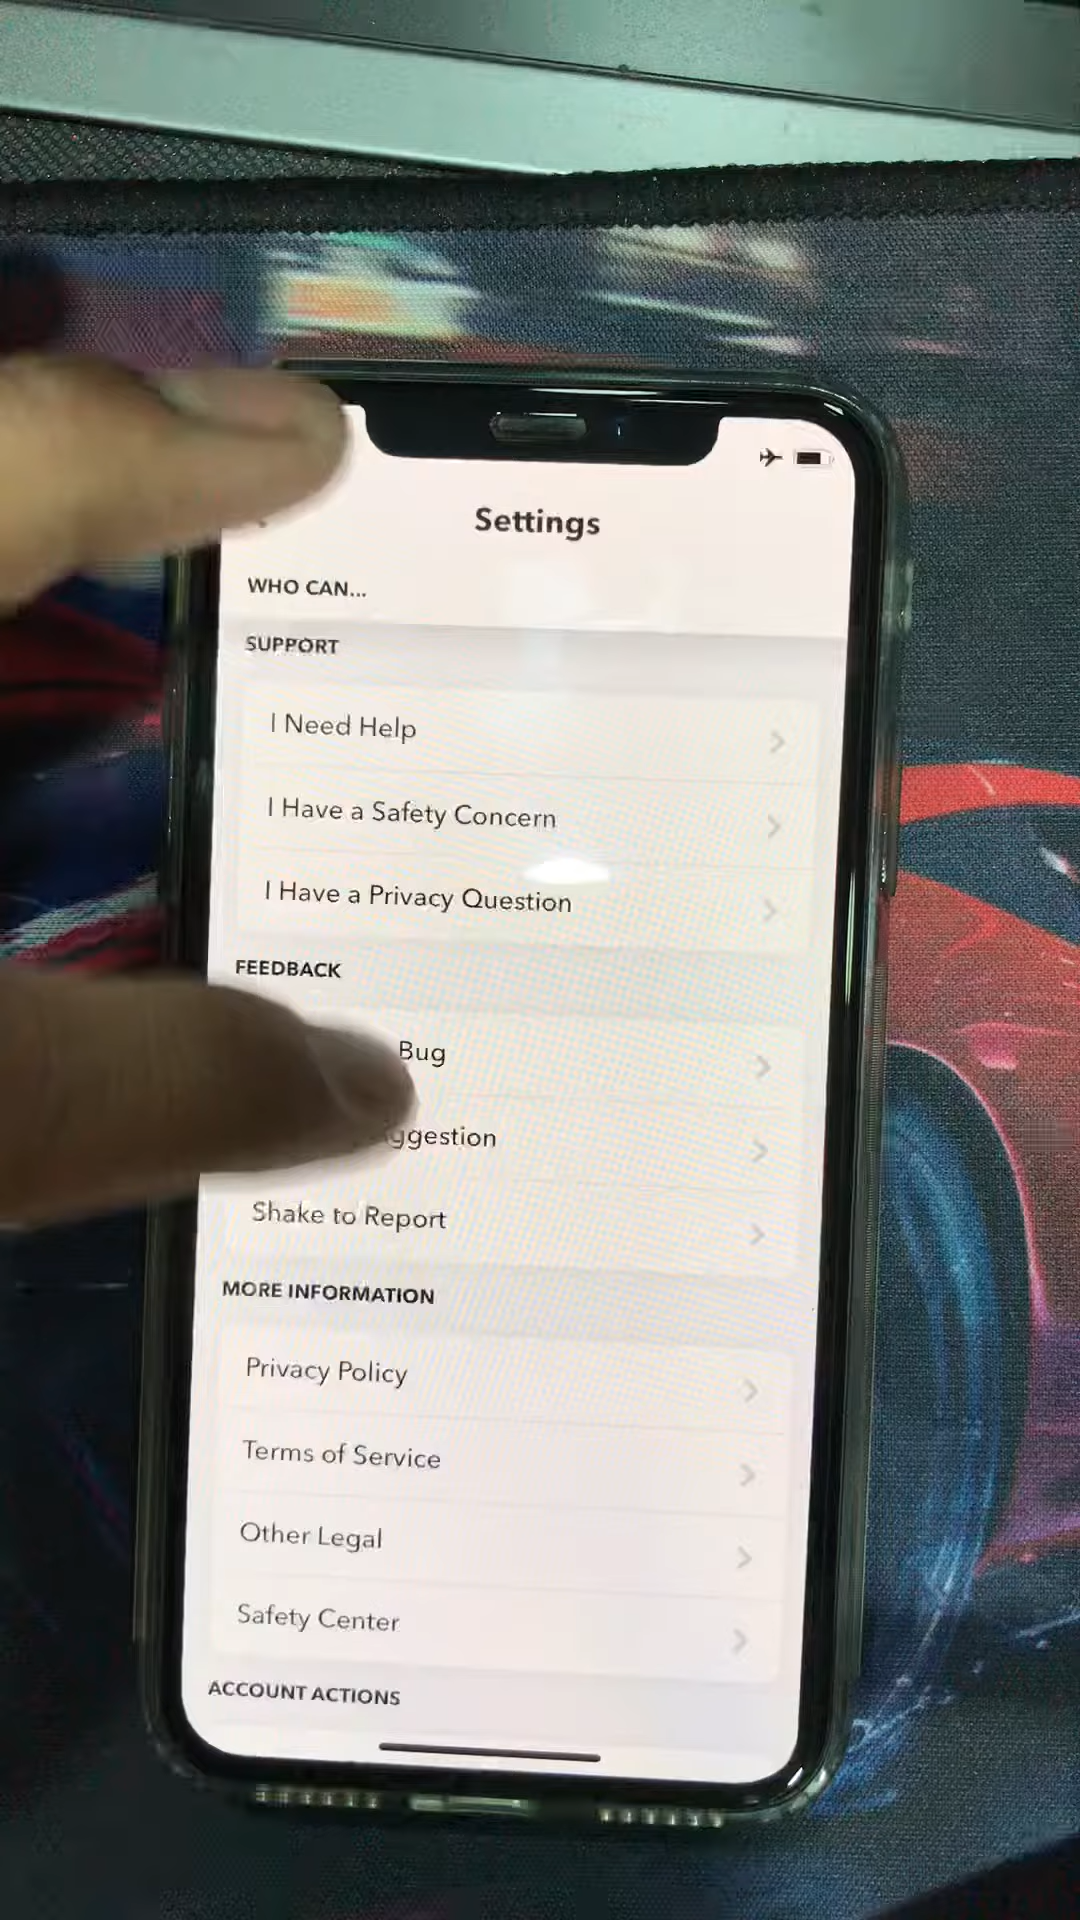 Settings
WHO CAN...
SUPPORT
I Need Help
I Have a Safety Concern
I Have a Privacy Question
FEEDBACK
Bug
Shake to Report
MORE INFORMATION
Privacy Policy
Terms of Service
Other Legal
Safety Center
ACCOUNT ACTIONS